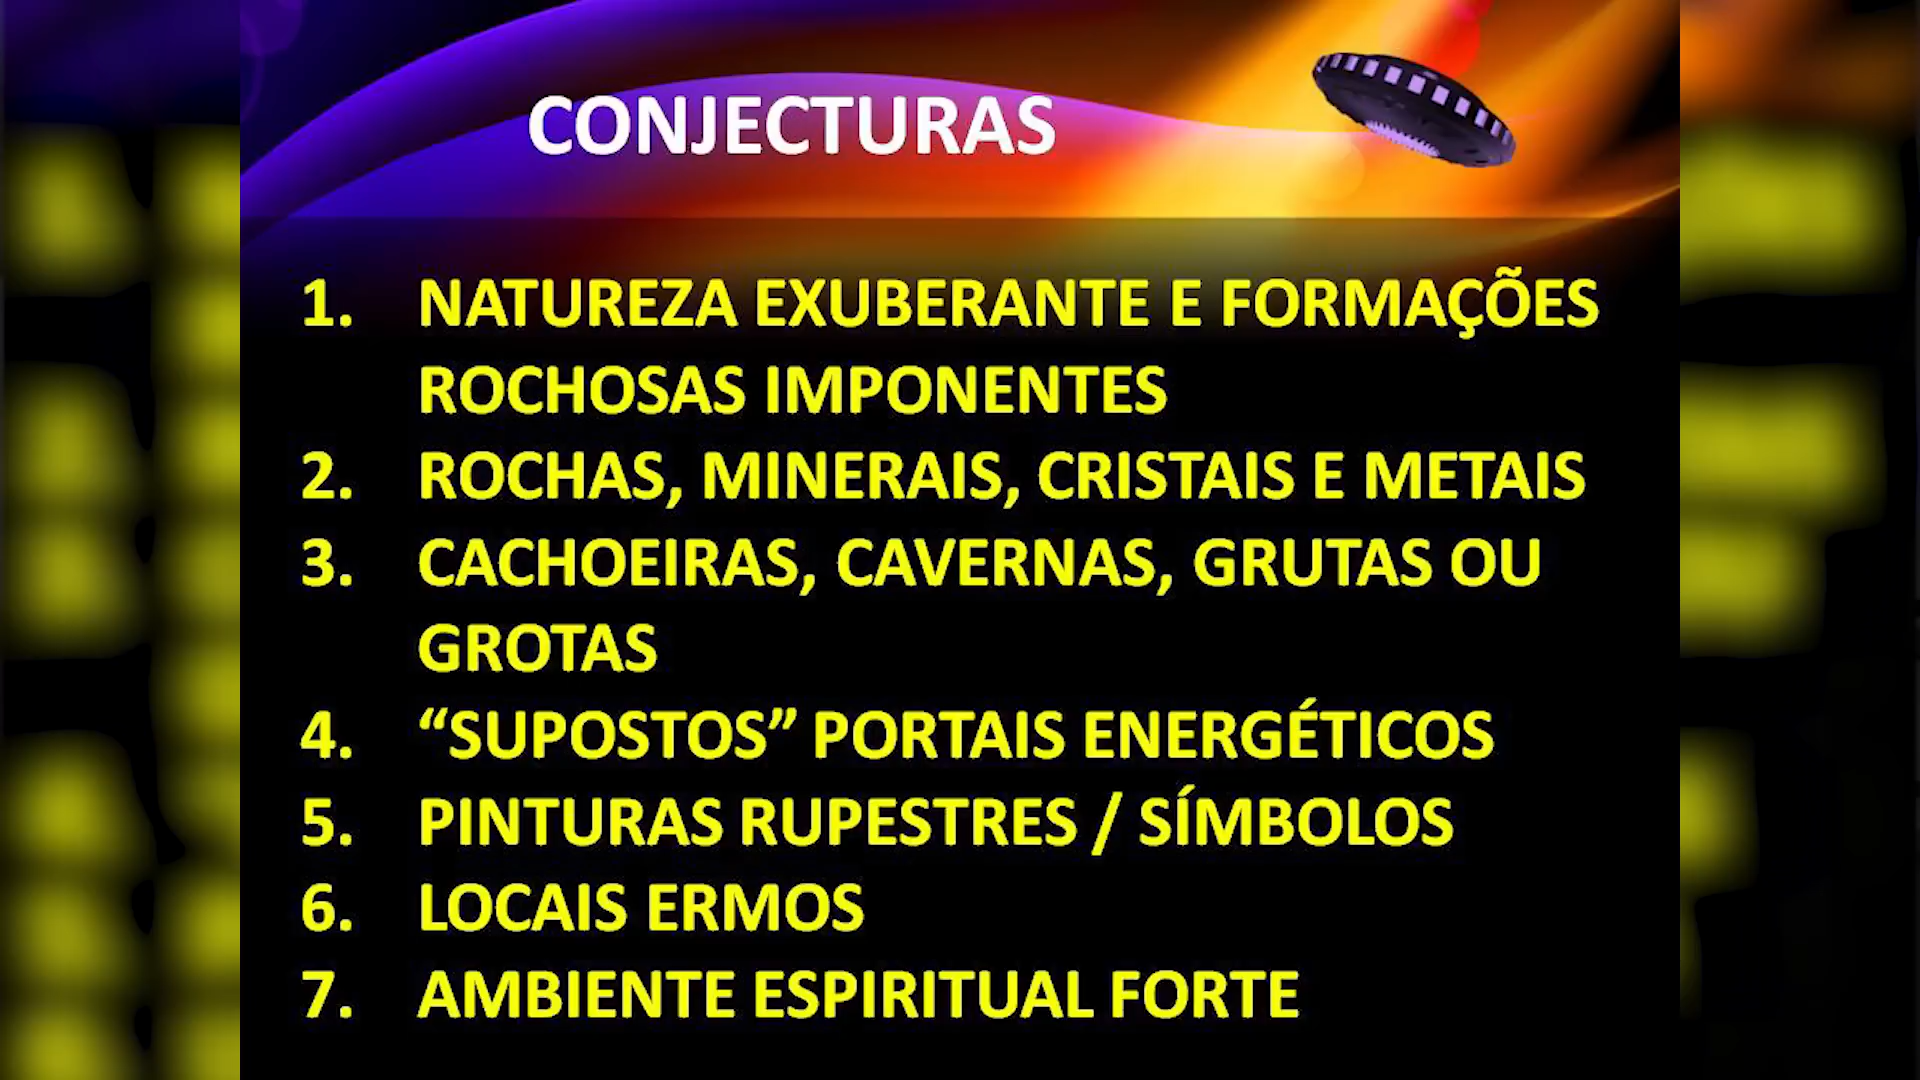 CONJECTURAS
1. NATUREZA EXUBERANTE E FORMAÇÕES
ROCHOSAS IMPONENTES
2. ROCHAS, MINERAIS, CRISTAIS E METAIS
3. CACHOEIRAS, CAVERNAS, GRUTAS OU
GROTAS
4. “SUPOSTOS” PORTAIS ENERGÉTICOS
5. PINTURAS RUPESTRES / SÍMBOLOS
6. LOCAIS ERMOS
7. AMBIENTE ESPIRITUAL FORTE